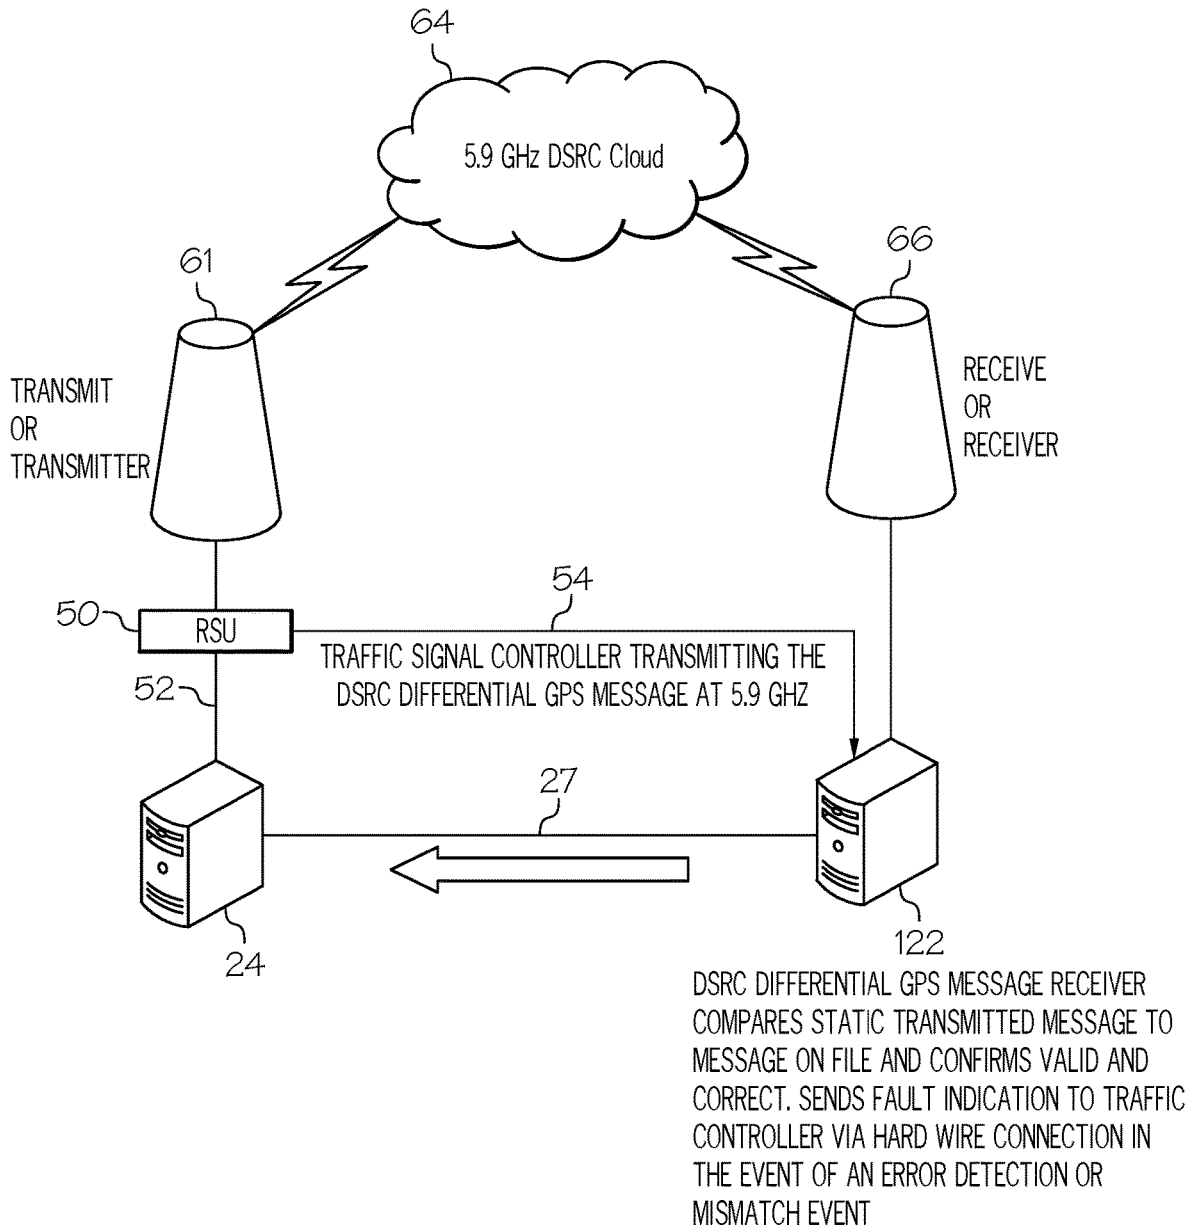 64
5.9 GHz DSRC Cloud
61
66
TRANSMIT
OR
TRANSMITTER
RECEIVE
OR
RECEIVER
50
RSU
54
TRAFFIC SIGNAL CONTROLLER TRANSMITTING THE
DSRC DIFFERENTIAL GPS MESSAGE AT 5.9 GHZ
52
27
24
122
DSRC DIFFERENTIAL GPS MESSAGE RECEIVER
COMPARES STATIC TRANSMITTED MESSAGE TO
MESSAGE ON FILE AND CONFIRMS VALID AND
CORRECT. SENDS FAULT INDICATION TO TRAFFIC
CONTROLLER VIA HARD WIRE CONNECTION IN
THE EVENT OF AN ERROR DETECTION OR
MISMATCH EVENT